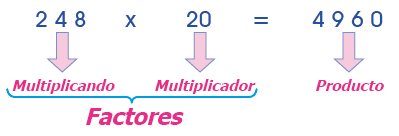 248 x 20 = 4960
Multiplicando Multiplicador Producto
Factores